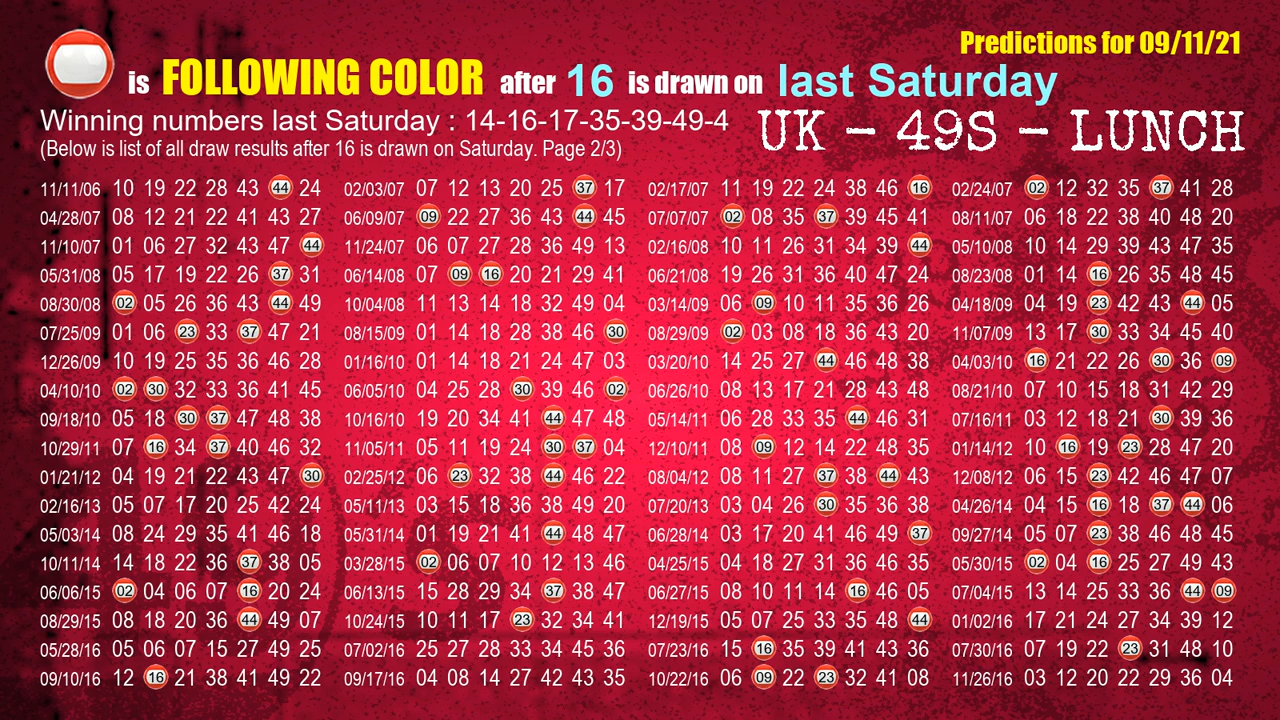 Predictions for 09/11/21
is FOLLOWING COLOR after 16 is drawn on last Saturday
Winning numbers last Saturday : 14-16-17-35-39-49-4
UK - 49S - LUNCH
(Below is list of all draw results after 16 is drawn on Saturday. Page 2/3)
11/11/06 10 19 22 28 43 44 24 02/03/07 07 12 13 20 25 37 17 02/17/07 11 19 22 24 38 46 16 02/24/07 02 12 32 35 37 41 28
04/28/07 08 12 21 22 41 43 27 06/09/07 09 22 27 36 43 44 45 07/07/07 02 08 35 37 39 45 41 08/11/07 06 18 22 38 40 48 20
11/10/07 01 06 27 32 43 47 44 11/24/07 06 07 27 28 36 49 13 02/16/08 10 11 26 31 34 39 44 05/10/08 10 14 29 39 43 47 35
05/31/08 05 17 19 22 26 37 31 06/14/08 07 09 16 20 21 29 41 06/21/08 19 26 31 36 40 47 24 08/23/08 01 14 16 26 35 48 45
08/30/08 02 05 26 36 43 44 49 10/04/08 11 13 14 18 32 49 04 03/14/09 06 09 10 11 35 36 26 04/18/09 04 19 23 42 43 44 05
07/25/09 01 06 23 33 37 47 21 08/15/09 01 14 18 28 38 46 30 08/29/09 02 03 08 18 36 43 20 11/07/09 13 17 30 33 34 45 40
12/26/09 10 19 25 35 36 46 28 01/16/10 01 14 18 21 24 47 03 03/20/10 14 25 27 44 46 48 38 04/03/10 16 21 22 26 30 36 09
04/10/10 02 30 32 33 36 41 45 06/05/10 04 25 28 30 39 46 02 06/26/10 08 13 17 21 28 43 48 08/21/10 07 10 15 18 31 42 29
09/18/10 05 18 30 37 47 48 38 10/16/10 19 20 34 41 44 47 48 05/14/11 06 28 33 35 44 46 31 07/16/11 03 12 18 21 30 39 36
10/29/11 07 16 34 37 40 46 32 11/05/11 05 11 19 24 30 37 04 12/10/11 08 09 12 14 22 48 35 01/14/12 10 16 19 23 28 47 20
01/21/12 04 19 21 22 43 47 30 02/25/12 06 23 32 38 44 46 22 08/04/12 08 11 27 37 38 44 43 12/08/12 06 15 23 42 46 47 07
02/16/13 05 07 17 20 25 42 24 05/11/13 03 15 18 36 38 49 20 07/20/13 03 04 26 30 35 36 38 04/26/14 04 15 16 18 37 44 06
05/03/14 08 24 29 35 41 46 18 05/31/14 01 19 21 41 44 48 47 06/28/14 03 17 20 41 47 49 37 09/27/14 05 07 23 38 46 48 45
10/11/14 14 18 22 36 37 38 05 03/28/15 02 06 07 10 12 13 46 04/25/15 04 18 27 31 36 46 45 05/30/15 02 04 16 25 27 49 43
06/06/15 02 04 06 07 16 20 24 06/13/15 15 28 29 34 37 38 47 06/27/15 08 10 11 14 16 46 05 07/04/15 13 14 25 33 36 44 09
08/29/15 08 18 20 36 44 49 07 10/24/15 10 11 17 23 32 34 41 12/19/15 05 07 25 33 35 48 44 01/02/16 17 21 24 27 34 39 12
05/28/16 05 06 07 15 27 49 25 07/02/16 25 27 28 33 34 45 36 07/23/16 15 16 35 39 41 43 36 07/30/16 07 19 22 23 31 48 10
09/10/16 12 16 21 38 41 49 22 09/17/16 04 08 14 27 42 43 35 10/22/16 06 09 22 23 32 41 08 11/26/16 03 12 20 22 29 36 04